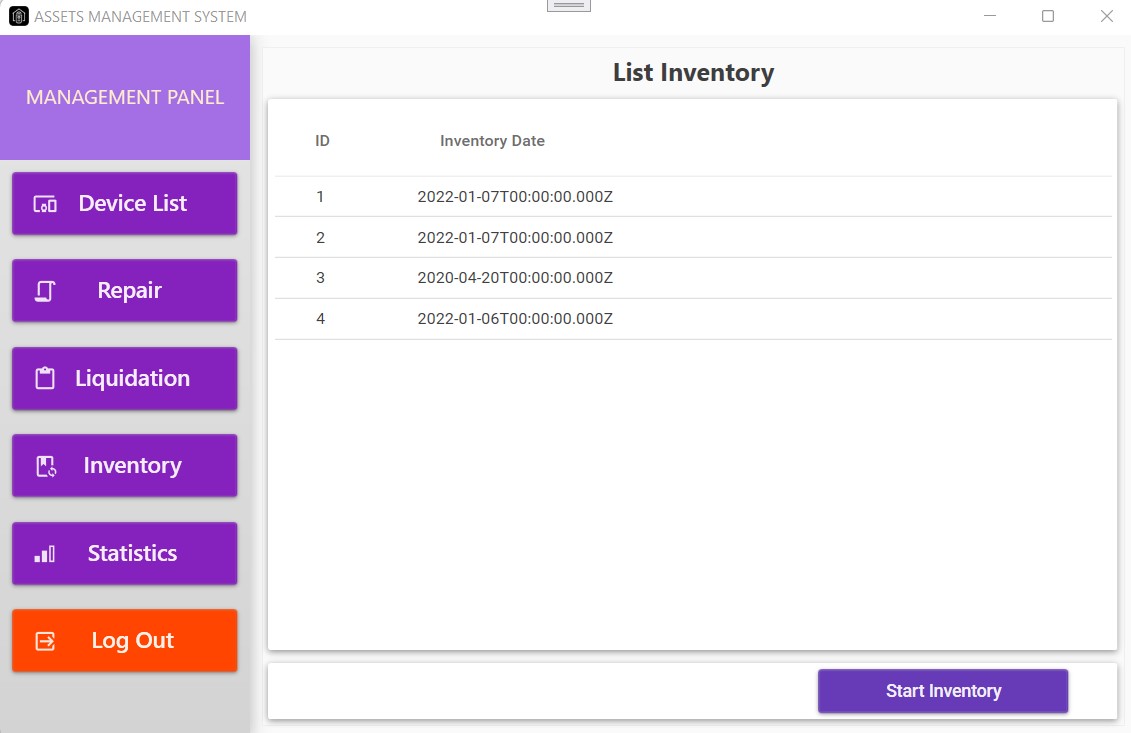 ASSETS MANAGEMENT SYSTEM
MANAGEMENT PANEL
Device List
Repair
Liquidation
Inventory
Statistics
Log Out
List Inventory
ID Inventory Date
1 2022-01-07T00:00:00.000Z
2 2022-01-07T00:00:00.000Z
3 2020-04-20T00:00:00.000Z
4 2022-01-06T00:00:00.000Z
Start Inventory